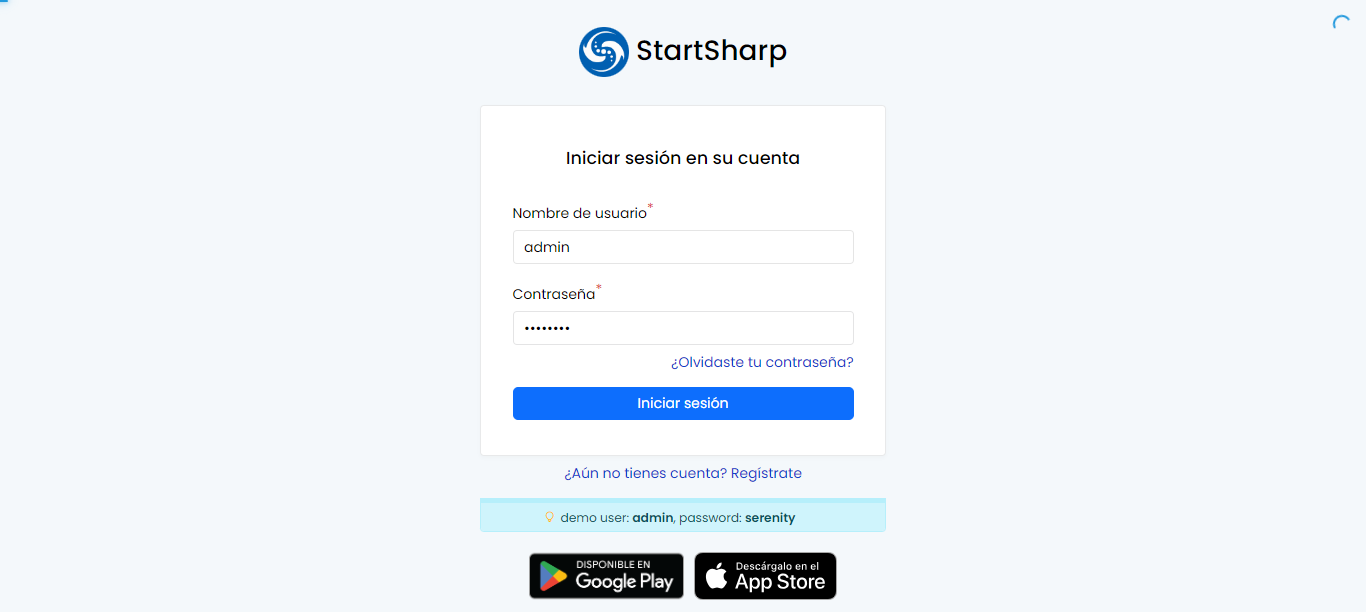 StartSharp
Iniciar sesión en su cuenta
Nombre de usuario*
admin
Contraseña*
••••••••
¿Olvidaste tu contraseña?
Iniciar sesión
¿Aún no tienes cuenta? Regístrate
demo user: admin, password: serenity
DISPONIBLE EN
Google Play
Descárgalo en el
App Store